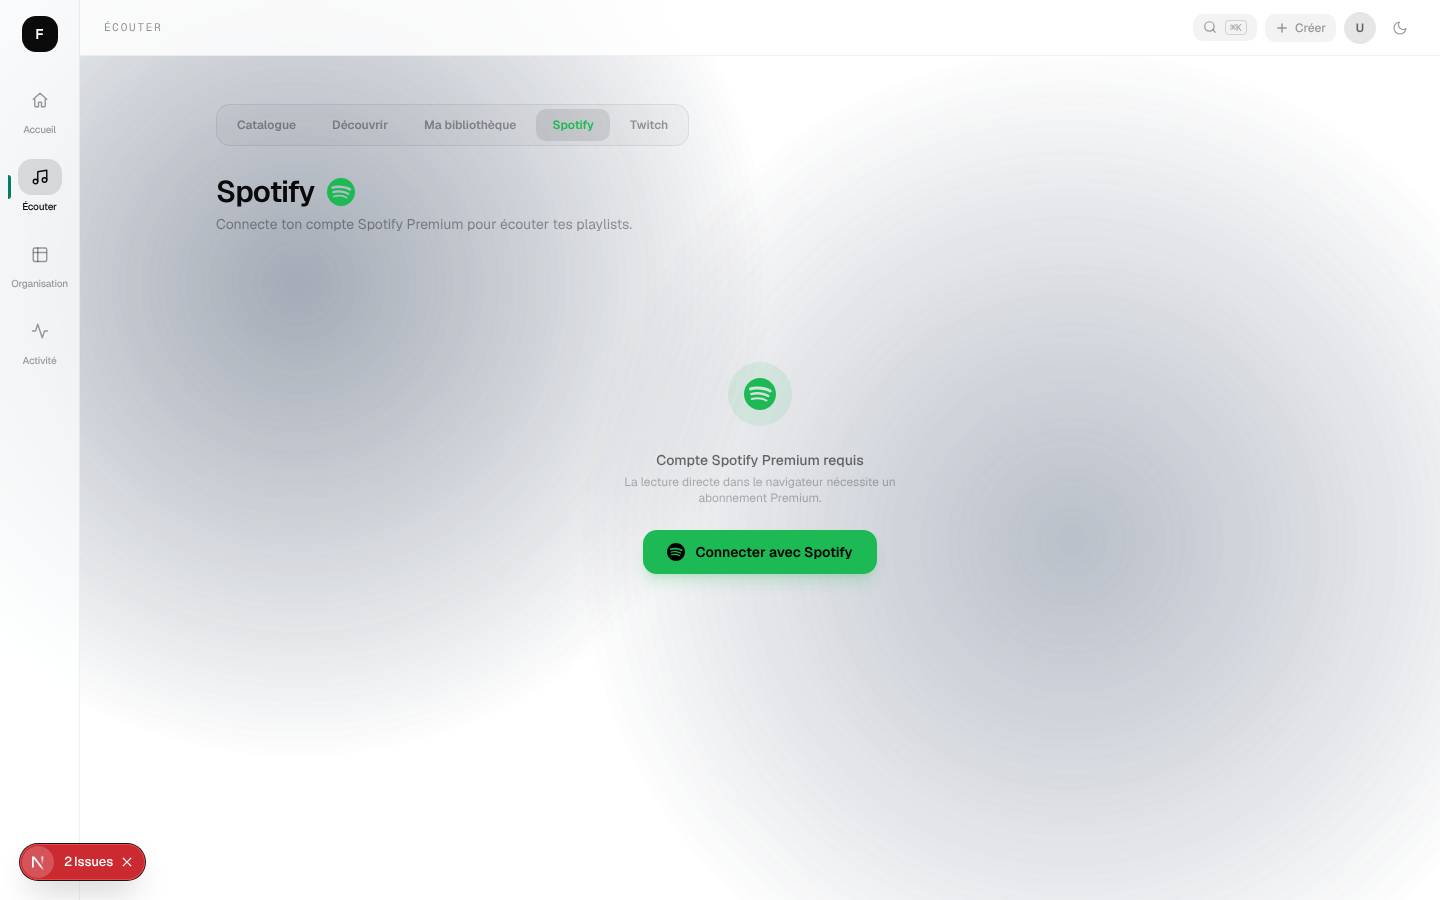 F
ÉCOUTER
⌘K
Créer
U
Accueil
Écouter
Organisation
Activité
Catalogue
Découvrir
Ma bibliothèque
Spotify
Twitch
Spotify
Connecte ton compte Spotify Premium pour écouter tes playlists.
Compte Spotify Premium requis
La lecture directe dans le navigateur nécessite un
abonnement Premium.
Connecter avec Spotify
N
2 Issues